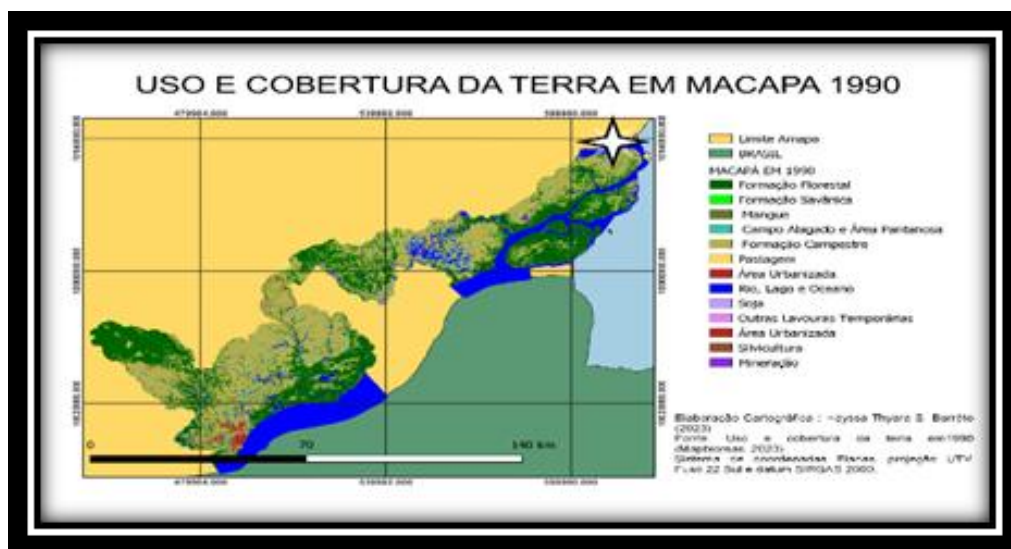 USO E COBERTURA DA TERRA EM MACAPA 1990
Limite Amapa
BRASIL
MACAPÁ EM 1990
Formação Florestal
Formação Savânica
Mangue
Campo Alagado e Área Pantanosa
Formação Campestre
Pastagem
Área Urbanizada
Rio, Lago e Oceano
Soja
Outras Lavouras Temporárias
Área Urbanizada
Silvicultura
Mineração
0 70 140 km
Elaboração Cartográfica : Thyara S. Barréto
(2023)
Fonte Uso e cobertura da terra em1990
2023)
Sistema de coordenadas Planas, projeção
Fuso 22 Sul e datum SIRGAS 2000.